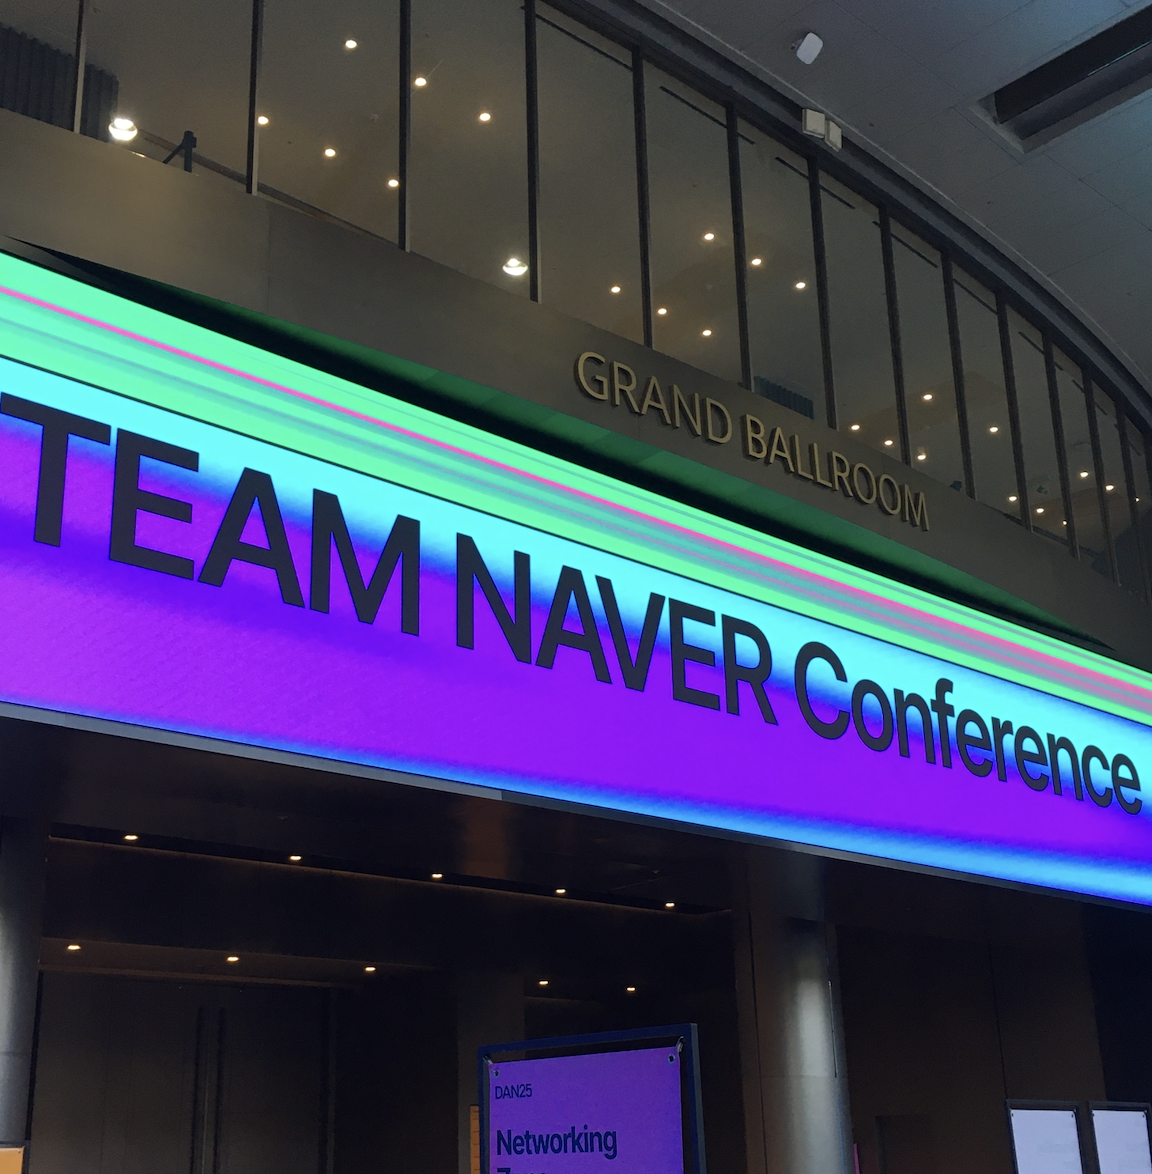 GRAND BALLROOM
TEAM NAVER Conference
DAN25
Networking